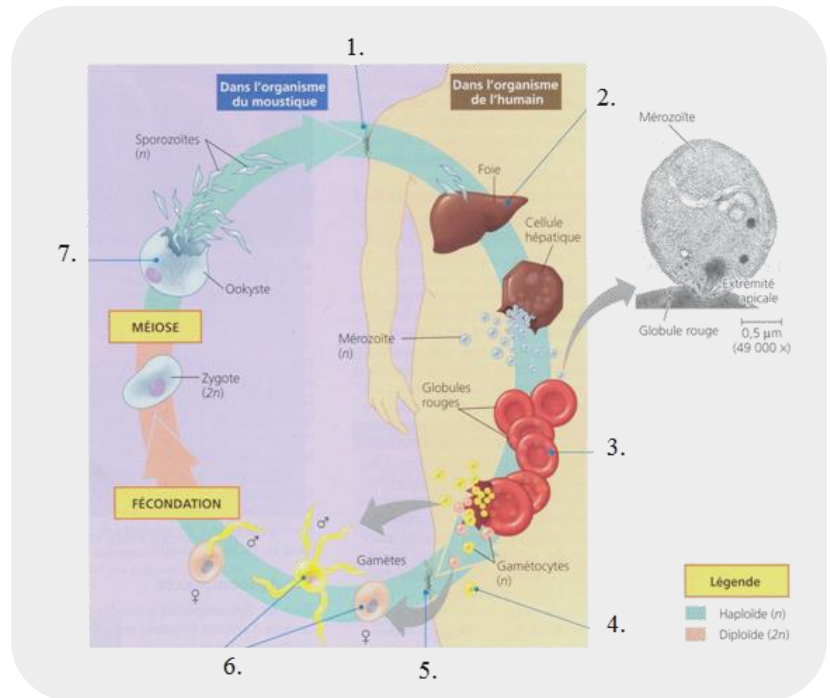 1.
Dans l'organisme
du moustique
Dans l'organisme
de l'humain
2.
Mérozoïte
Sporozoïtes
(n)
Foie
Cellule
hépatique
7.
Ookyste
Extrémité
apicale
Globule rouge
0,5 µm
(49 000 x)
MÉIOSE
Mérozoïte
(n)
Zygote
(2n)
Globules
rouges
3.
FÉCONDATION
♂
♂
Gamètes
Gamétocytes
(n)
♀
♀
Légende
Haploïde (n)
Diploïde (2n)
4.
6.
5.